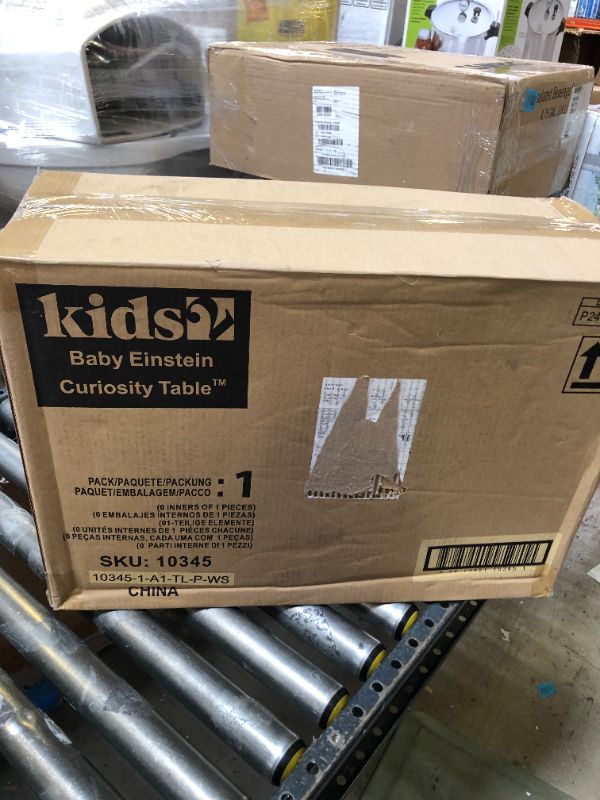 kids2
Baby Einstein
Curiosity Table™
PACK/PAQUETE/PACKUNG
PAQUET/EMBALAGEM/PACCO : 1
(0 INNERS OF 1 PIECES)
(0 EMBALAJES INTERNOS DE 1 PIEZAS)
(01-TEILIGE ELEMENTE)
(0 UNITÉS INTERNES DE 1 PIÈCES CHACUNE)
(0 PEÇAS INTERNAS, CADA UMA COM 1 PEÇAS)
(0 PARTI INTERNE DI 1 PEZZI)
SKU: 10345
10345-1-A1-TL-P-WS
CHINA
P24
Beverage